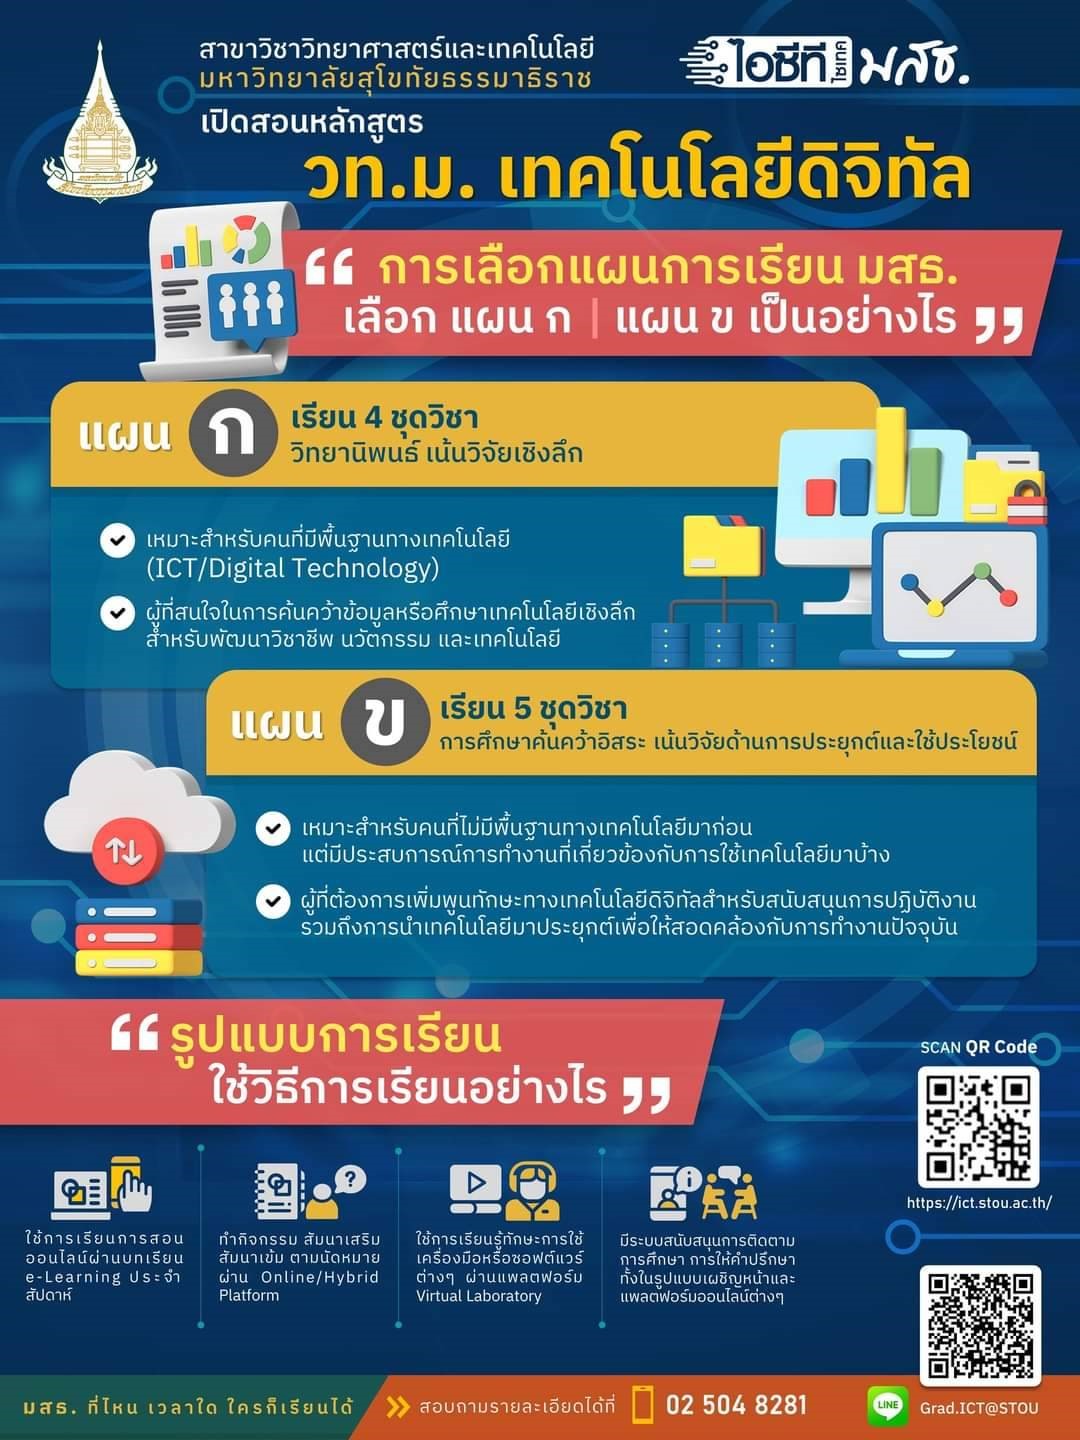 สาขาวิชาวิทยาศาสตร์และเทคโนโลยี
มหาวิทยาลัยสุโขทัยธรรมาธิราช
ไอซีที
ไซเทค
มสธ.
เปิดสอนหลักสูตร
วท.ม. เทคโนโลยีดิจิทัล
“ การเลือกแผนการเรียน มสธ.
เลือก แผน ก | แผน ข เป็นอย่างไร ”
แผน ก
เรียน 4 ชุดวิชา
วิทยานิพนธ์ เน้นวิจัยเชิงลึก
เหมาะสำหรับคนที่มีพื้นฐานทางเทคโนโลยี
(ICT/Digital Technology)
ผู้ที่สนใจในการค้นคว้าข้อมูลหรือศึกษาเทคโนโลยีเชิงลึก
สำหรับพัฒนาวิชาชีพ นวัตกรรม และเทคโนโลยี
แผน ข
เรียน 5 ชุดวิชา
การศึกษาค้นคว้าอิสระ เน้นวิจัยด้านการประยุกต์และใช้ประโยชน์
เหมาะสำหรับคนที่ไม่มีพื้นฐานทางเทคโนโลยีมาก่อน
แต่มีประสบการณ์การทำงานที่เกี่ยวข้องกับการใช้เทคโนโลยีมาบ้าง
ผู้ที่ต้องการเพิ่มพูนทักษะทางเทคโนโลยีดิจิทัลสำหรับสนับสนุนการปฏิบัติงาน
รวมถึงการนำเทคโนโลยีมาประยุกต์เพื่อให้สอดคล้องกับการทำงานปัจจุบัน
“ รูปแบบการเรียน
ใช้วิธีการเรียนอย่างไร ”
SCAN QR Code
https://ict.stou.ac.th/
ใช้การเรียนการสอน
ออนไลน์ผ่านบทเรียน
e-Learning ประจำ
สัปดาห์
ทำกิจกรรม สัมนาเสริม
สัมนาเข้ม ตามนัดหมาย
ผ่าน Online/Hybrid
Platform
ใช้การเรียนรู้ทักษะการใช้
เครื่องมือหรือซอฟต์แวร์
ต่างๆ ผ่านแพลตฟอร์ม
Virtual Laboratory
มีระบบสนับสนุนการติดตาม
การศึกษา การให้คำปรึกษา
ทั้งในรูปแบบเผชิญหน้าและ
แพลตฟอร์มออนไลน์ต่างๆ
มสธ. ที่ไหน เวลาใด ใครก็เรียนได้
สอบถามรายละเอียดได้ที่
02 504 8281
LINE
Grad.ICT@STOU